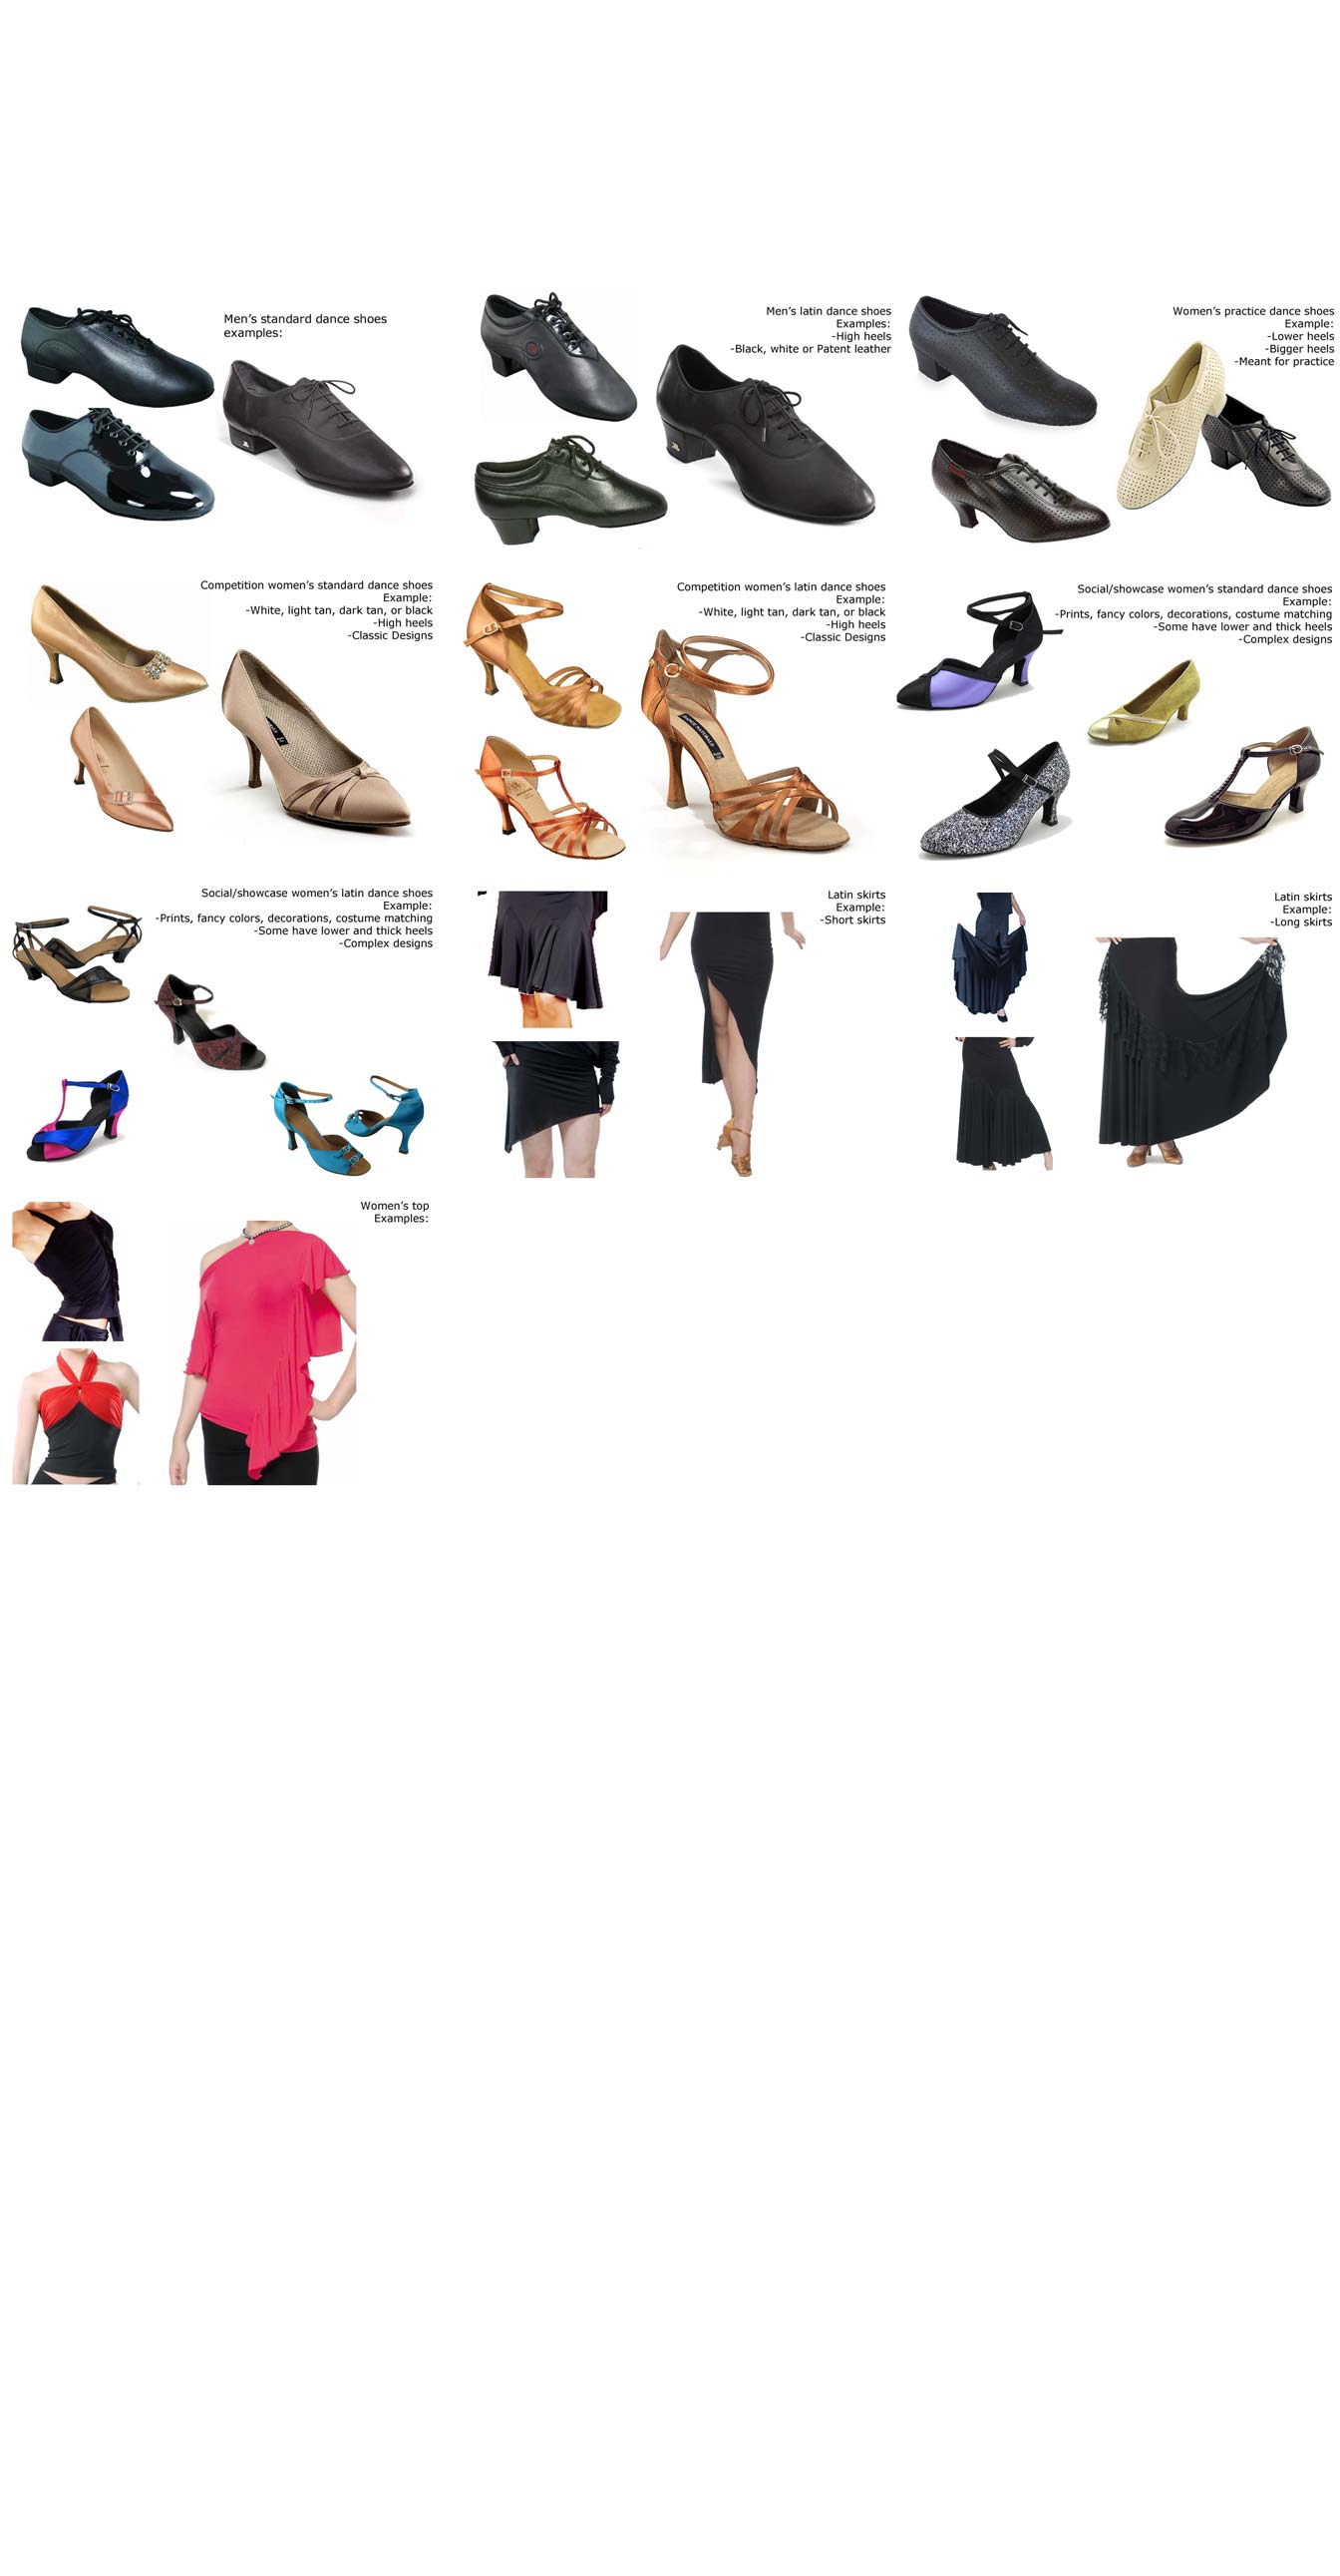 Men's standard dance shoes
examples:
Men's latin dance shoes
Examples:
-High heels
-Black, white or Patent leather
Women's practice dance shoes
Example:
-Lower heels
-Bigger heels
-Meant for practice
Competition women's standard dance shoes
Example:
-White, light tan, dark tan, or black
-High heels
-Classic Designs
Competition women's latin dance shoes
Example:
-White, light tan, dark tan, or black
-High heels
-Classic Designs
Social/showcase women's standard dance shoes
Example:
-Prints, fancy colors, decorations, costume matching
-Some have lower and thick heels
-Complex designs
Social/showcase women's latin dance shoes
Example:
-Prints, fancy colors, decorations, costume matching
-Some have lower and thick heels
-Complex designs
Latin skirts
Example:
-Short skirts
Latin skirts
Example:
-Long skirts
Women's top
Examples: